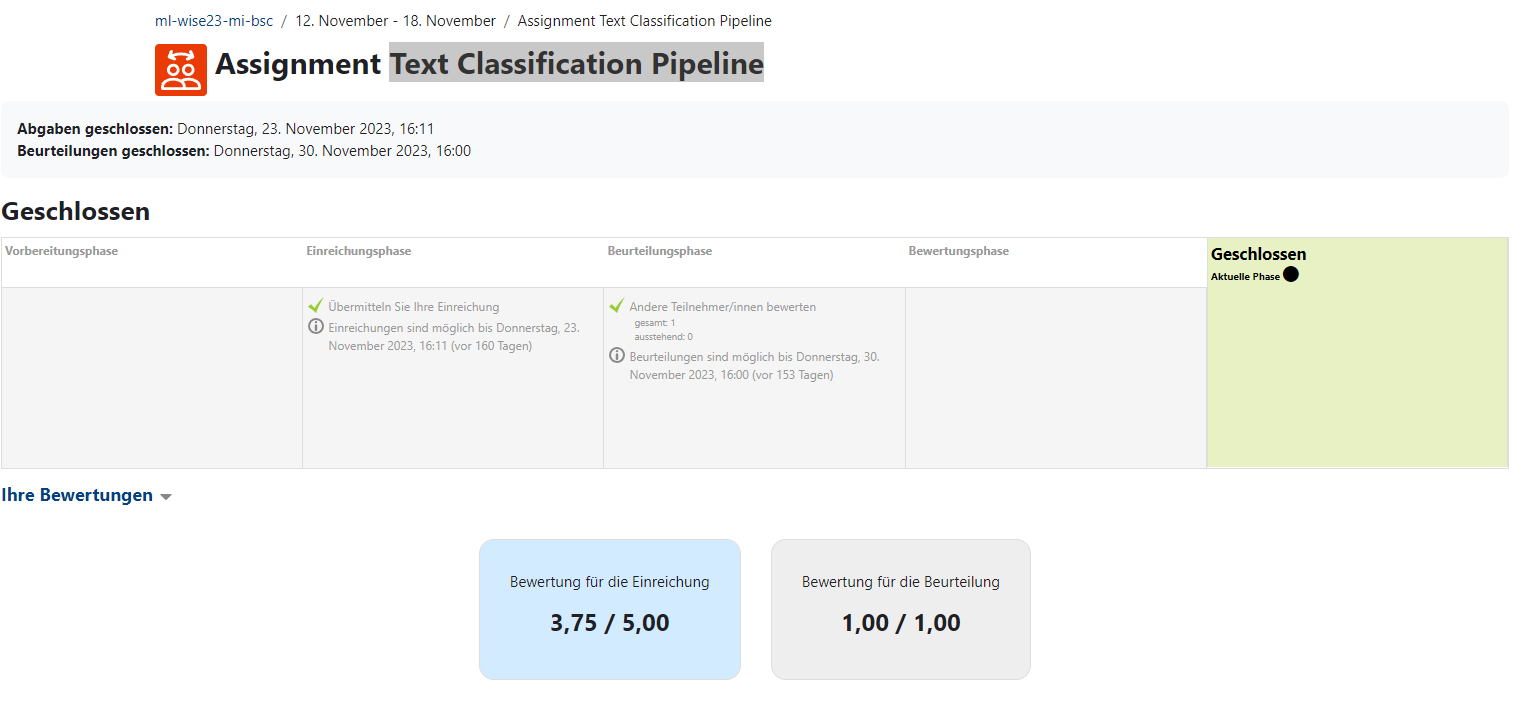 ml-wise23-mi-bsc / 12. November - 18. November / Assignment Text Classification Pipeline
Assignment Text Classification Pipeline
Abgaben geschlossen: Donnerstag, 23. November 2023, 16:11
Beurteilungen geschlossen: Donnerstag, 30. November 2023, 16:00
Geschlossen
Vorbereitungsphase
Einreichungsphase
Übermitteln Sie Ihre Einreichung
Einreichungen sind möglich bis Donnerstag, 23.
November 2023, 16:11 (vor 160 Tagen)
Beurteilungsphase
Andere Teilnehmer/innen bewerten
gesamt: 1
ausstehend: 0
Beurteilungen sind möglich bis Donnerstag, 30.
November 2023, 16:00 (vor 153 Tagen)
Bewertungsphase
Geschlossen
Aktuelle Phase
Ihre Bewertungen
Bewertung für die Einreichung
3,75 / 5,00
Bewertung für die Beurteilung
1,00 / 1,00